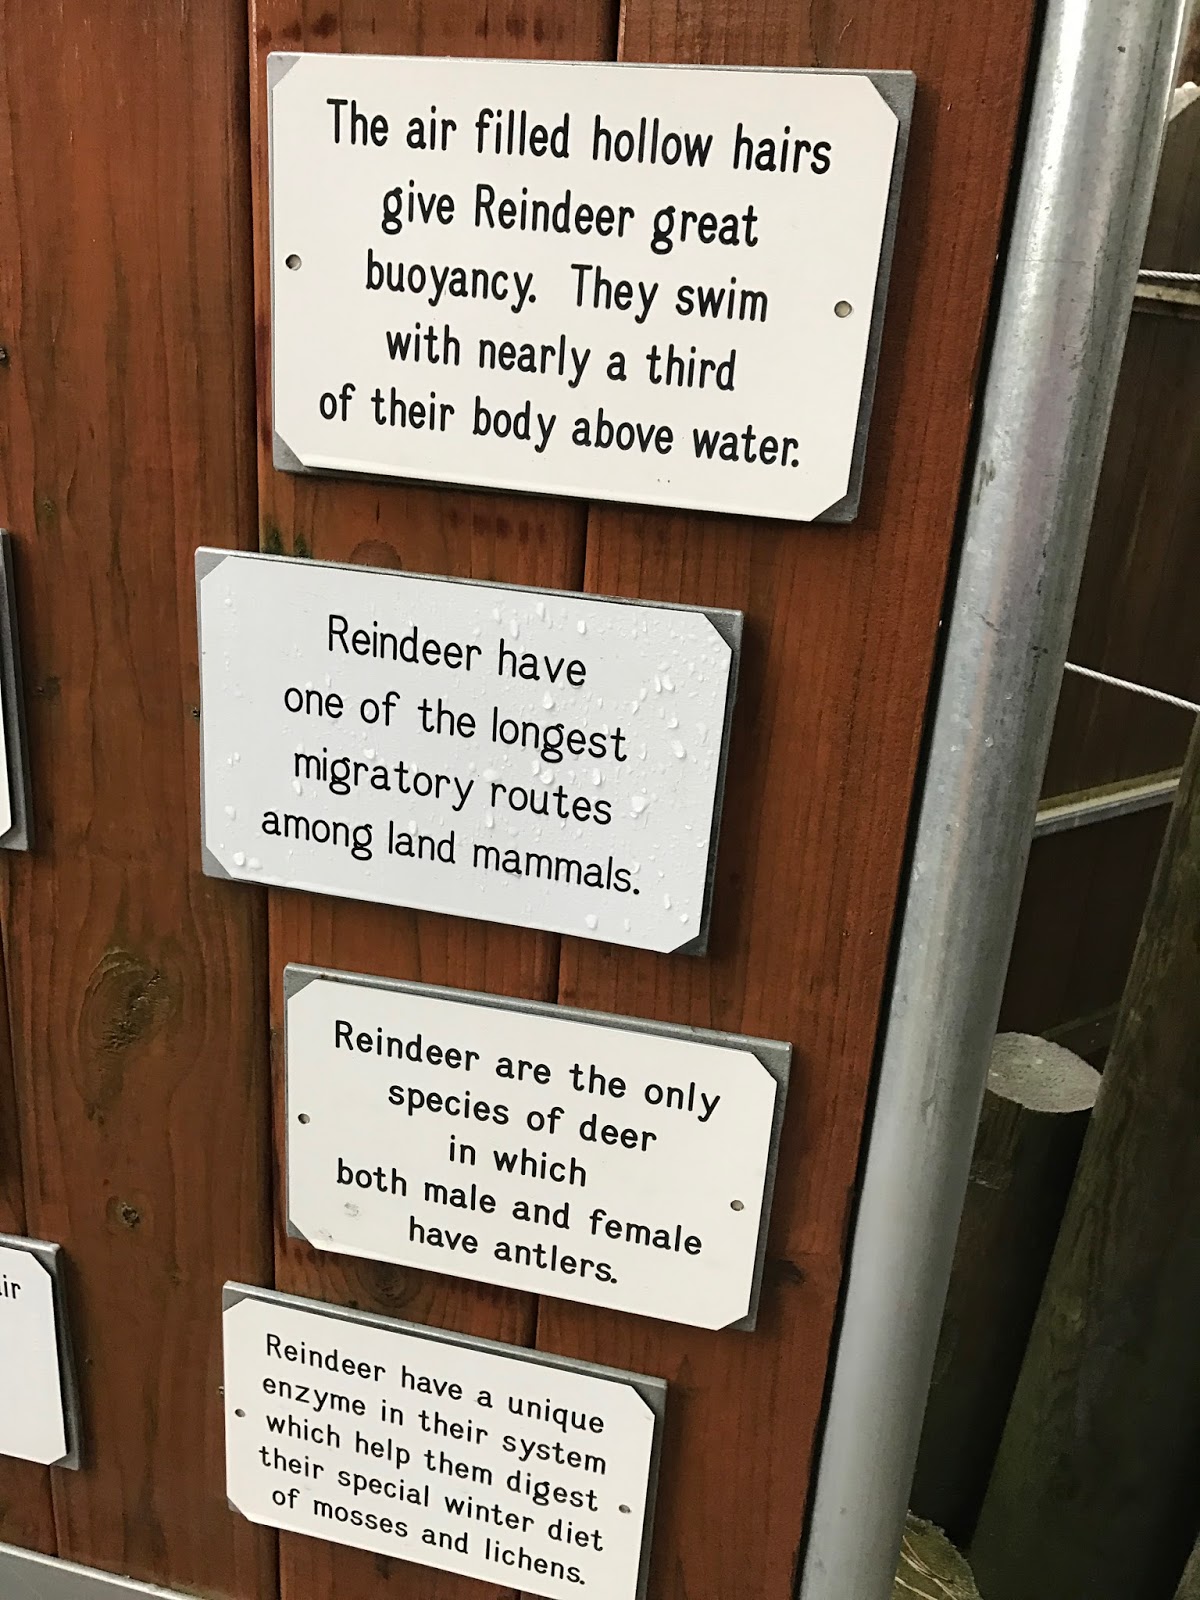 The air filled hollow hairs
give Reindeer great
buoyancy. They swim
with nearly a third
of their body above water.
Reindeer have
one of the longest
migratory routes
among land mammals.
Reindeer are the only
species of deer
in which
both male and female
have antlers.
Reindeer have a unique
enzyme in their system
which help them digest
their special winter diet
of mosses and lichens.